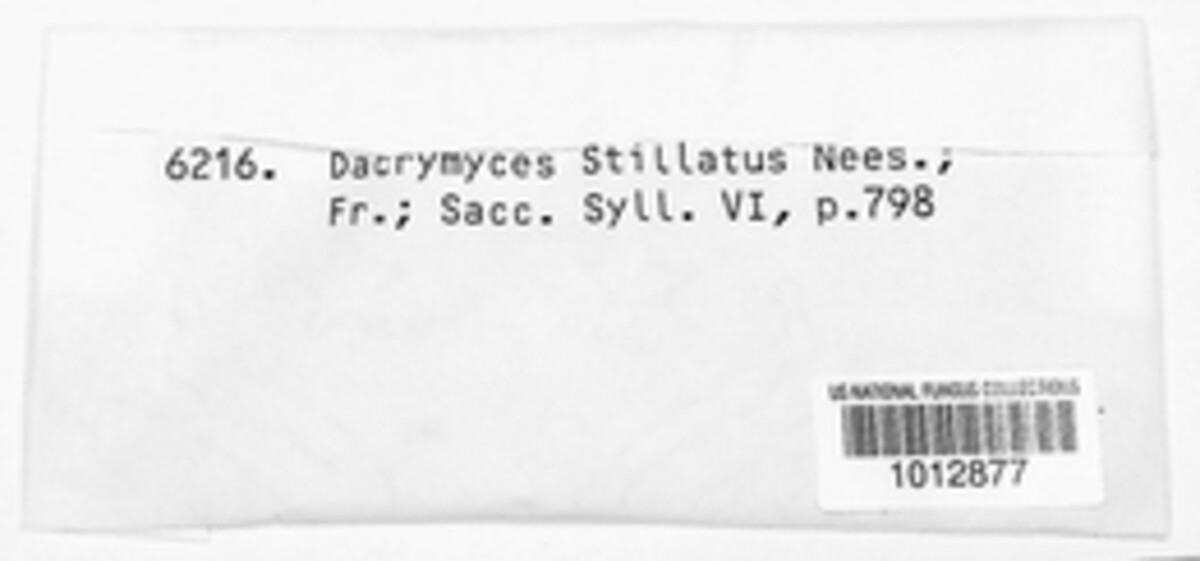 6216. Dacrymyces Stillatus Nees.;
Fr.; Sacc. Syll. VI, p.798
US NATIONAL FUNGUS COLLECTIONS
1012877